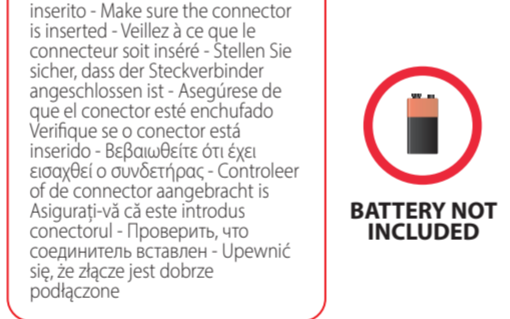 inserito - Make sure the connector
is inserted - Veillez à ce que le
connecteur soit inséré - Stellen Sie
sicher, dass der Steckverbinder
angeschlossen ist - Asegúrese de
que el conector esté enchufado
Verifique se o conector está
inserido - Βεβαιωθείτε ότι έχει
εισαχθεί ο συνδετήρας - Controleer
of de connector aangebracht is
Asigurați-vă că este introdus
conectorul - Проверить, что
соединитель вставлен - Upewnić
się, że złącze jest dobrze
podłączone
BATTERY NOT
INCLUDED